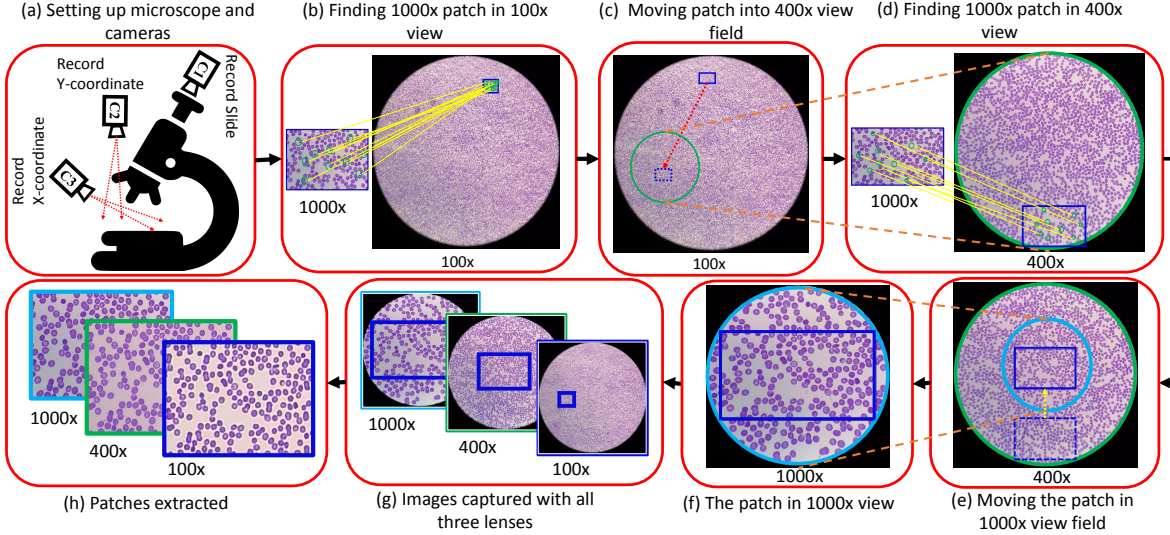 (a) Setting up microscope and
cameras
(b) Finding 1000x patch in 100x
view
(c) Moving patch into 400x view
field
(d) Finding 1000x patch in 400x
view
Record
Y-coordinate
Record
X-coordinate
Record Slide
C1
C2
C3
1000x
100x
100x
1000x
400x
1000x
400x
100x
1000x
400x
100x
1000x
400x
(h) Patches extracted
(g) Images captured with all
three lenses
(f) The patch in 1000x view
(e) Moving the patch in
1000x view field